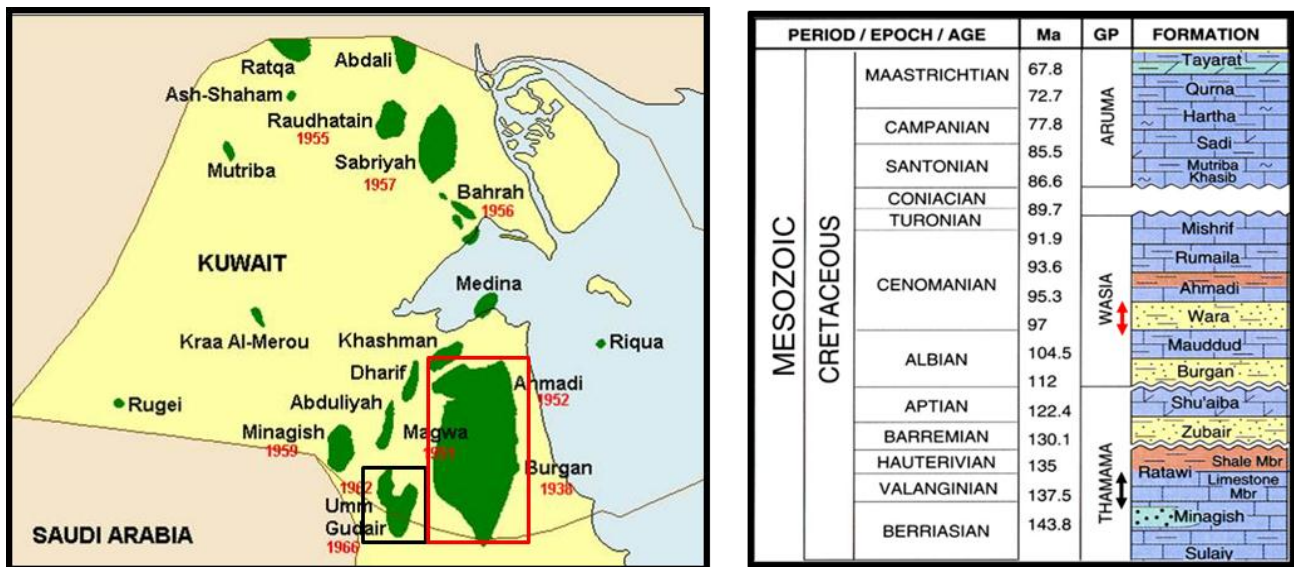 Ratqa
Abdali
Ash-Shaham
Raudhatain
1955
Mutriba
Sabriyah
1957
Bahrah
1956
KUWAIT
Medina
Kraa Al-Merou
Khashman
Riqua
Dharif
Ahmadi
1952
Rugei
Abduliyah
Minagish
1959
Magwa
Burgan
1938
1962
Umm
Gudair
1966
SAUDI ARABIA
PERIOD / EPOCH / AGE Ma GP FORMATION
MESOZOIC
CRETACEOUS
MAASTRICHTIAN
CAMPANIAN
SANTONIAN
CONIACIAN
TURONIAN
CENOMANIAN
ALBIAN
APTIAN
BARREMIAN
HAUTERIVIAN
VALANGINIAN
BERRIASIAN
67.8
72.7
77.8
85.5
86.6
89.7
91.9
93.6
95.3
97
104.5
112
122.4
130.1
135
137.5
143.8
ARUMA
WASIA
THAMAMA
Tayarat
Qurna
Hartha
Sadi
Mutriba
Khasib
Mishrif
Rumaila
Ahmadi
Wara
Mauddud
Burgan
Shu'aiba
Zubair
Ratawi Shale Mbr
Limestone
Mbr
Minagish
Sulaiy